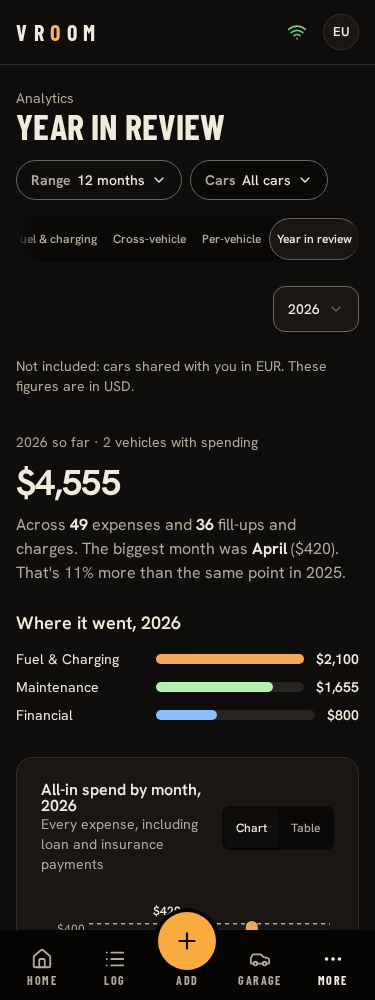 VROOM
EU
Analytics
YEAR IN REVIEW
Range 12 months
Cars All cars
uel & charging Cross-vehicle Per-vehicle Year in review
2026
Not included: cars shared with you in EUR. These
figures are in USD.
2026 so far · 2 vehicles with spending
$4,555
Across 49 expenses and 36 fill-ups and
charges. The biggest month was April ($420).
That's 11% more than the same point in 2025.
Where it went, 2026
Fuel & Charging $2,100
Maintenance $1,655
Financial $800
All-in spend by month,
2026
Every expense, including
loan and insurance
payments
Chart Table
$420
$400
HOME LOG ADD GARAGE MORE